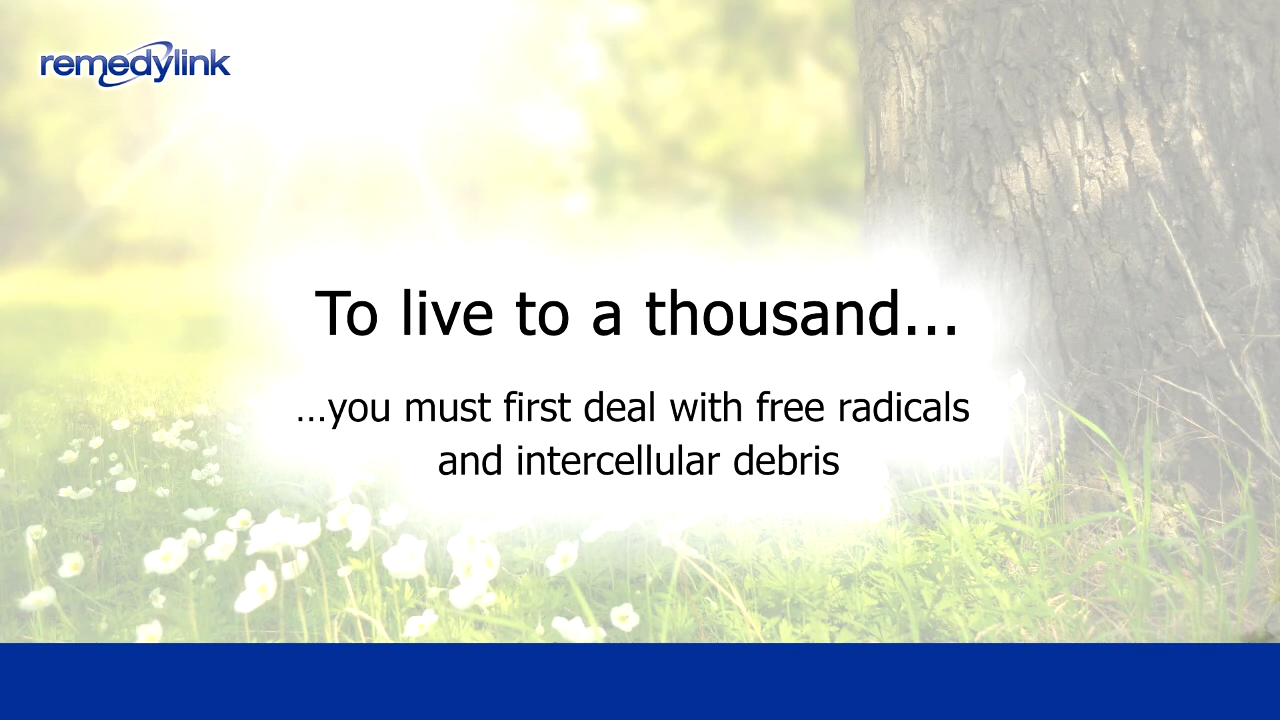 remedylink
To live to a thousand...
...you must first deal with free radicals
and intercellular debris